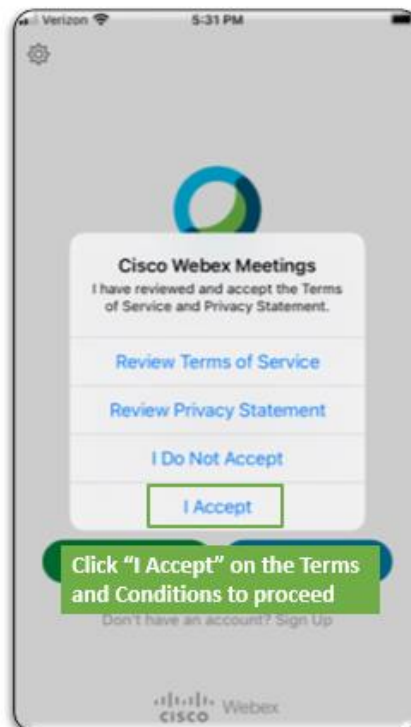 Verizon 5:31 PM
Cisco Webex Meetings
I have reviewed and accept the Terms
of Service and Privacy Statement.
Review Terms of Service
Review Privacy Statement
I Do Not Accept
I Accept
Click “I Accept” on the Terms
and Conditions to proceed
Don't have an account? Sign Up
CISCO Webex